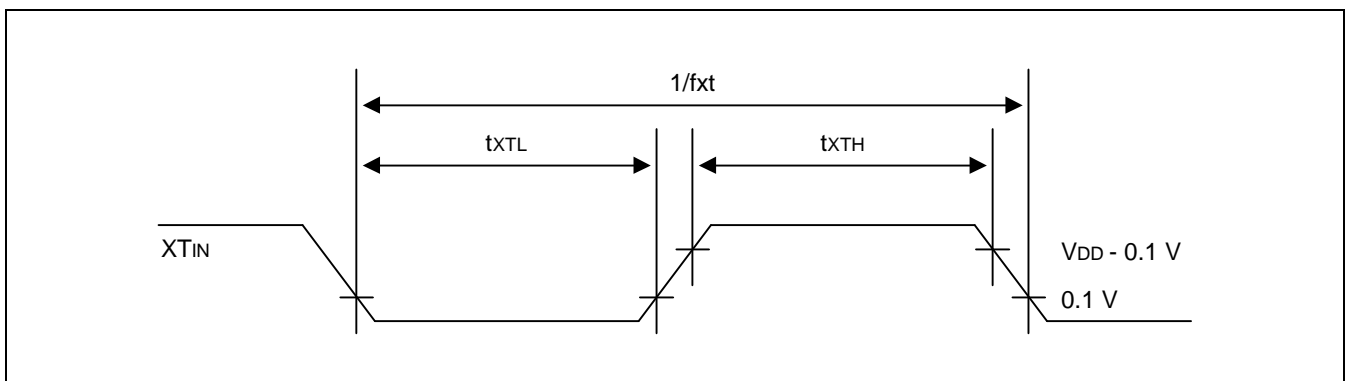 1/fxt
tXTL
tXTH
XTIN
VDD - 0.1 V
0.1 V